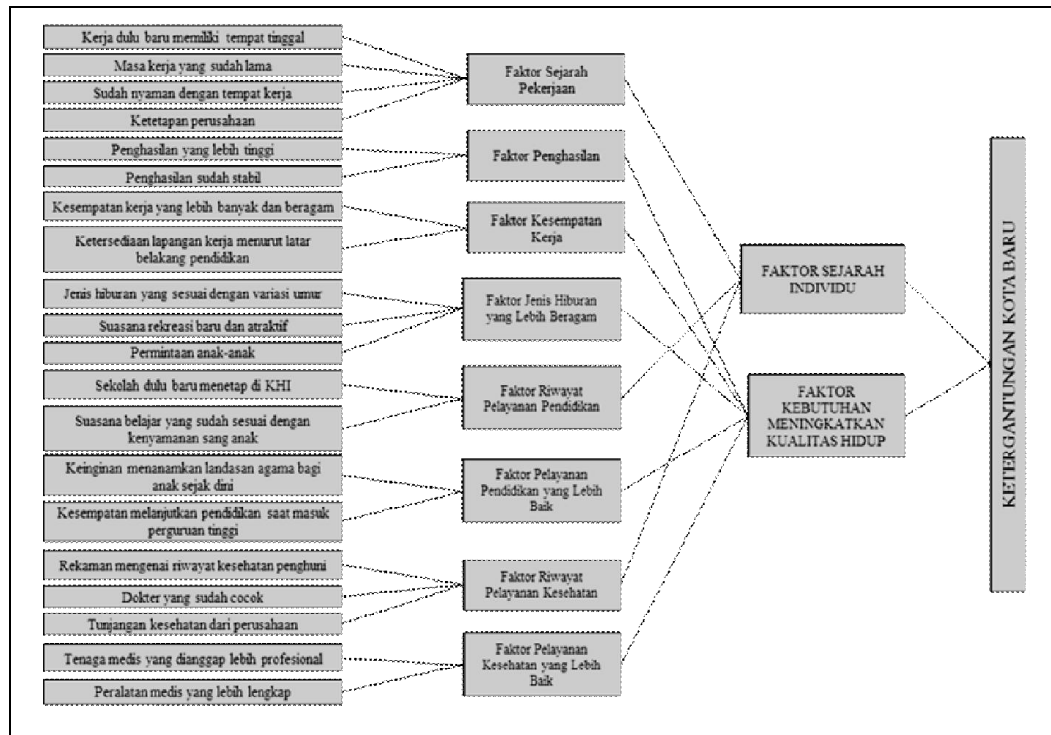 Kerja dulu baru memiliki tempat tinggal
Masa kerja yang sudah lama
Sudah nyaman dengan tempat kerja
Ketetapan perusahaan
Penghasilan yang lebih tinggi
Penghasilan sudah stabil
Kesempatan kerja yang lebih banyak dan beragam
Ketersediaan lapangan kerja menurut latar
belakang pendidikan
Jenis hiburan yang sesuai dengan variasi umur
Suasana rekreasi baru dan atraktif
Permintaan anak-anak
Sekolah dulu baru menetap di KHI
Suasana belajar yang sudah sesuai dengan
kenyamanan sang anak
Keinginan menanamkan landasan agama bagi
anak sejak dini
Kesempatan melanjutkan pendidikan saat masuk
perguruan tinggi
Rekaman mengenai riwayat kesehatan penghuni
Dokter yang sudah cocok
Tunjangan kesehatan dari perusahaan
Tenaga medis yang dianggap lebih profesional
Peralatan medis yang lebih lengkap
Faktor Sejarah
Pekerjaan
Faktor Penghasilan
Faktor Kesempatan
Kerja
Faktor Jenis Hiburan
yang Lebih Beragam
Faktor Riwayat
Pelayanan Pendidikan
Faktor Pelayanan
Pendidikan yang Lebih
Baik
Faktor Riwayat
Pelayanan Kesehatan
Faktor Pelayanan
Kesehatan yang Lebih
Baik
FAKTOR SEJARAH
INDIVIDU
FAKTOR
KEBUTUHAN
MENINGKATKAN
KUALITAS HIDUP
KETERGANTUNGAN KOTA BARU